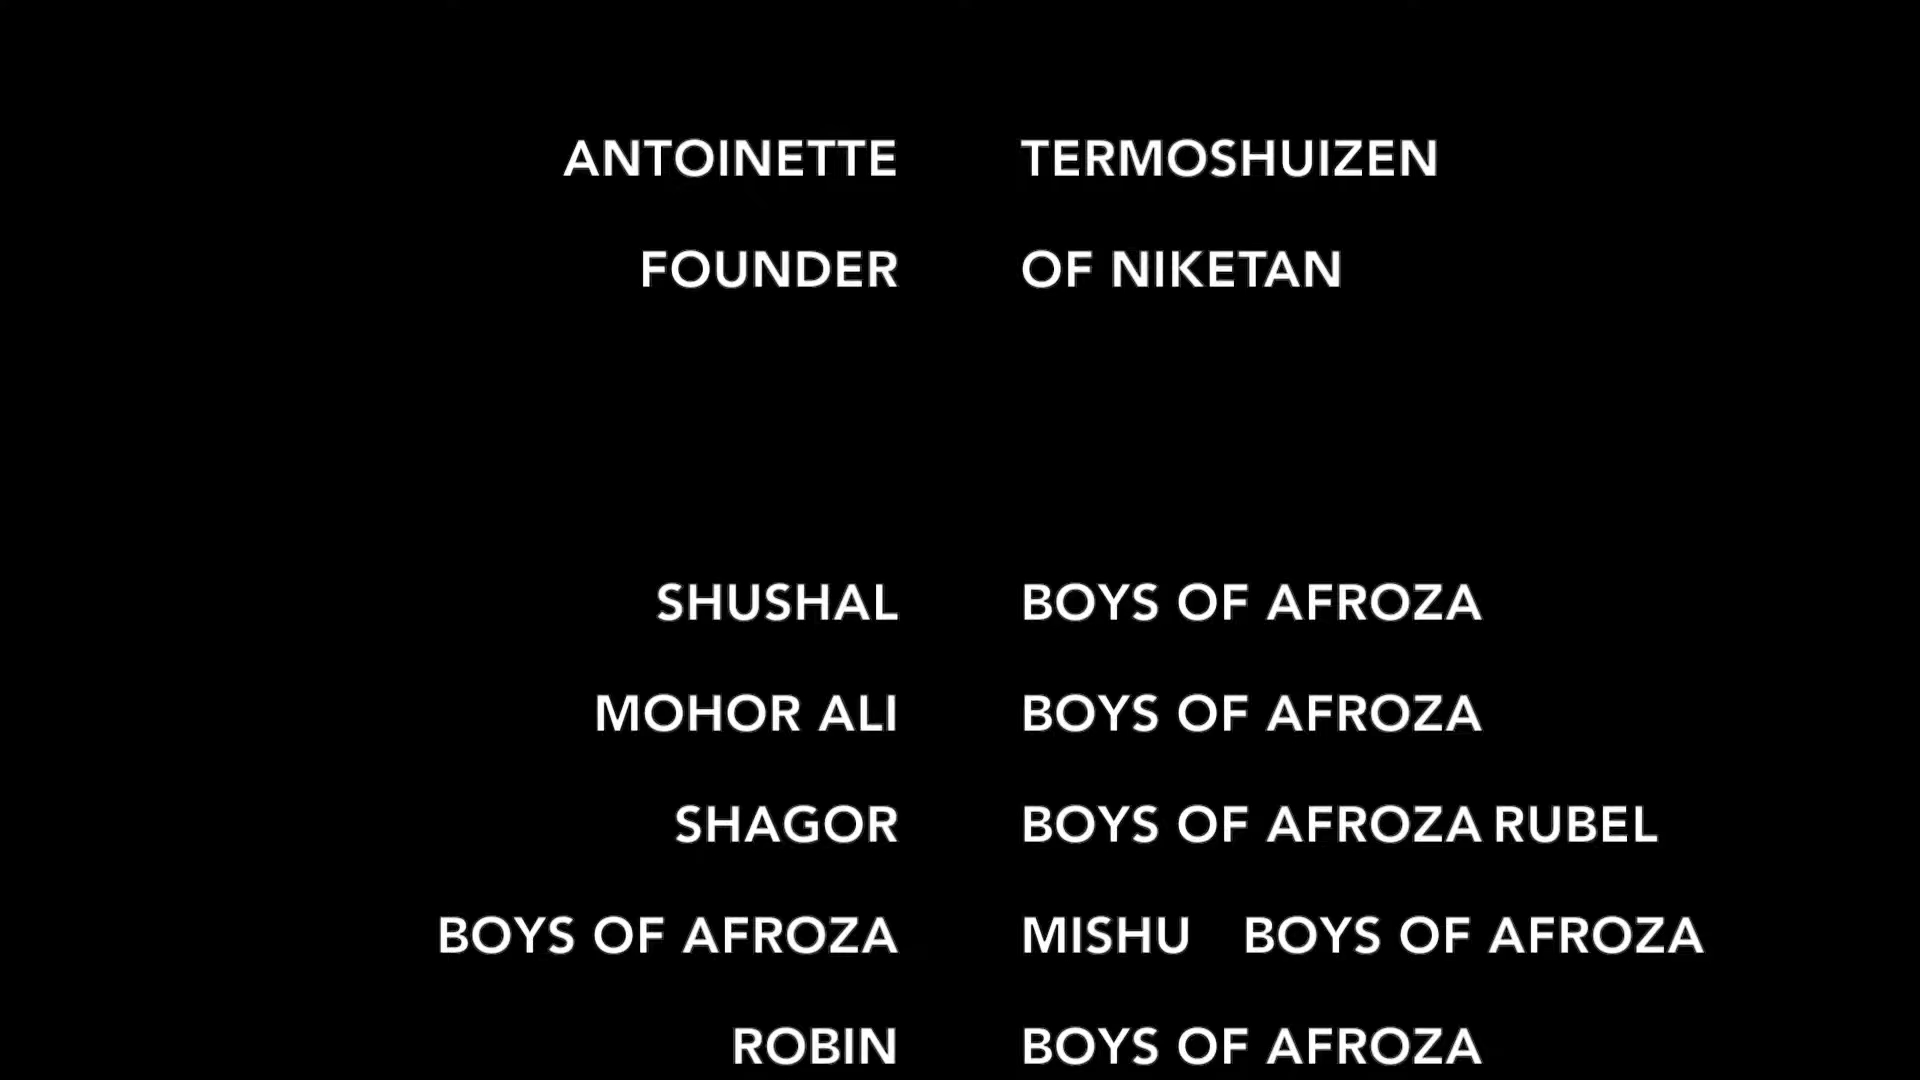 ANTOINETTE TERMOSHUIZEN
FOUNDER OF NIKETAN
SHUSHAL BOYS OF AFROZA
MOHOR ALI BOYS OF AFROZA
SHAGOR BOYS OF AFROZA RUBEL
BOYS OF AFROZA MISHU BOYS OF AFROZA
ROBIN BOYS OF AFROZA